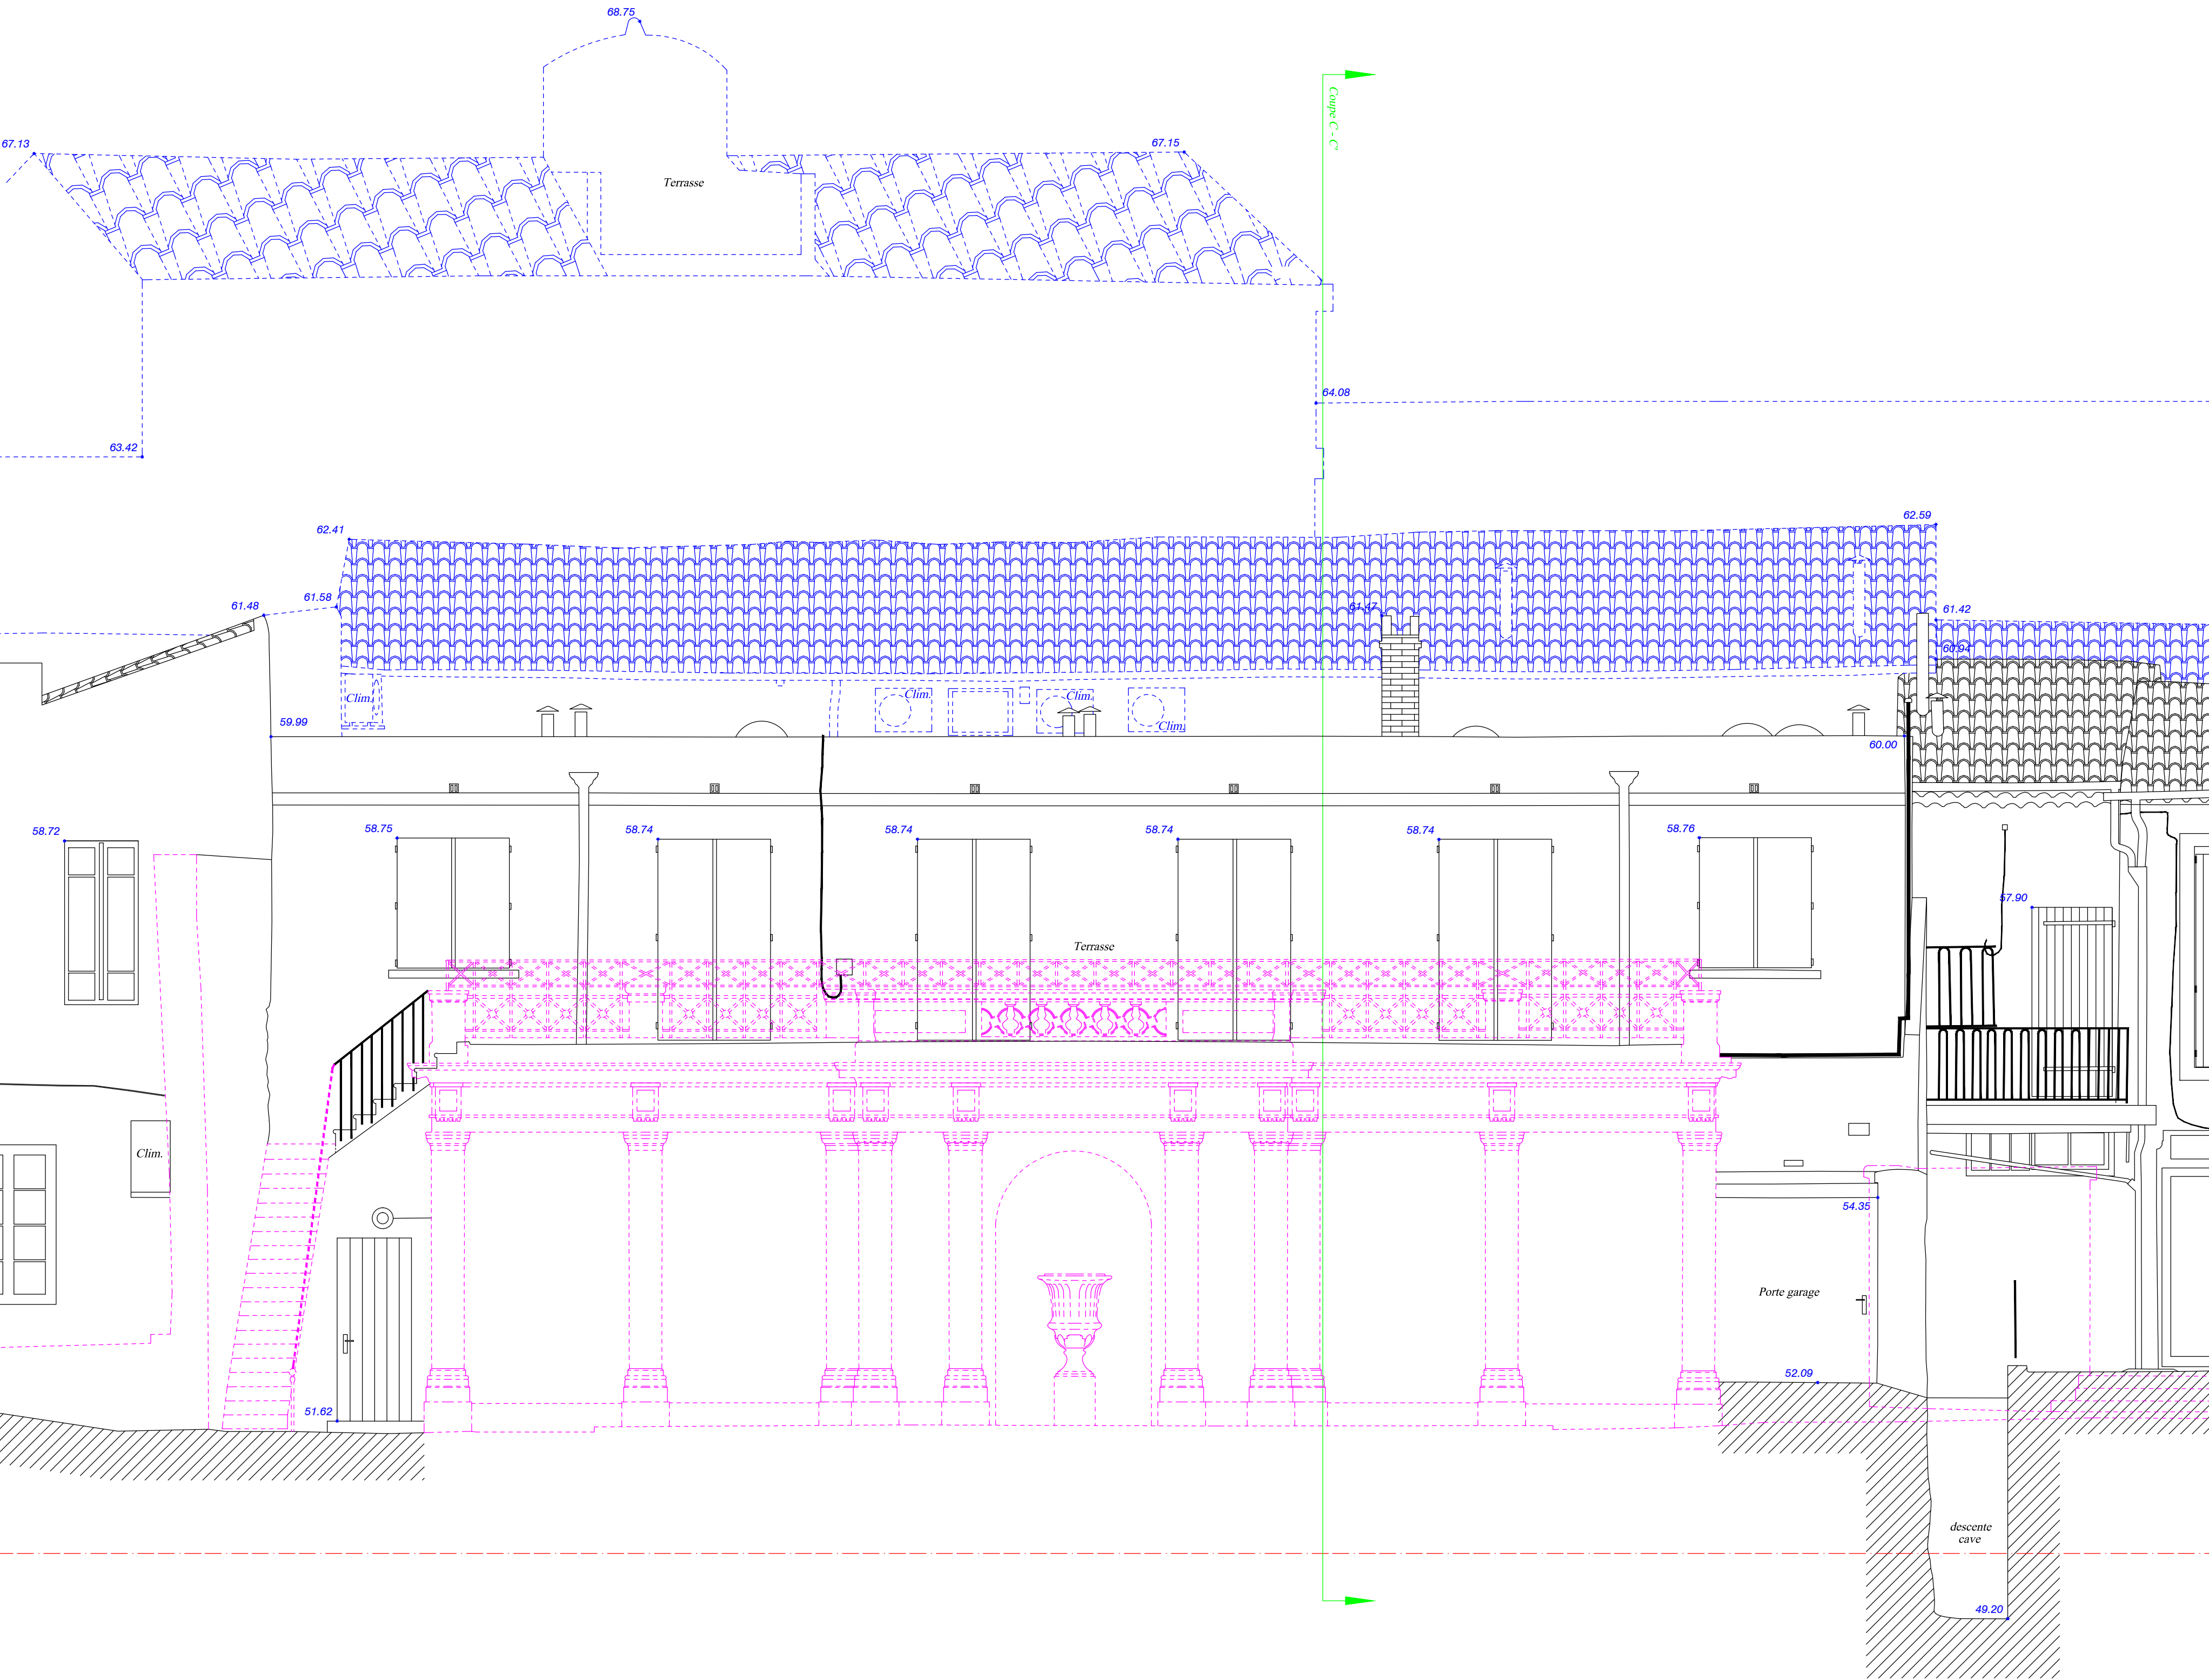 68.75
Coupe C - C'
67.13
67.15
Terrasse
64.08
63.42
62.41
62.59
61.58
61.48
61.47
61.42
60.94
Clim.
Clim.
Clim.
Clim.
59.99
60.00
58.72
58.75
58.74
58.74
58.74
58.74
58.76
57.90
Terrasse
Clim.
54.35
Porte garage
52.09
51.62
descente
cave
49.20